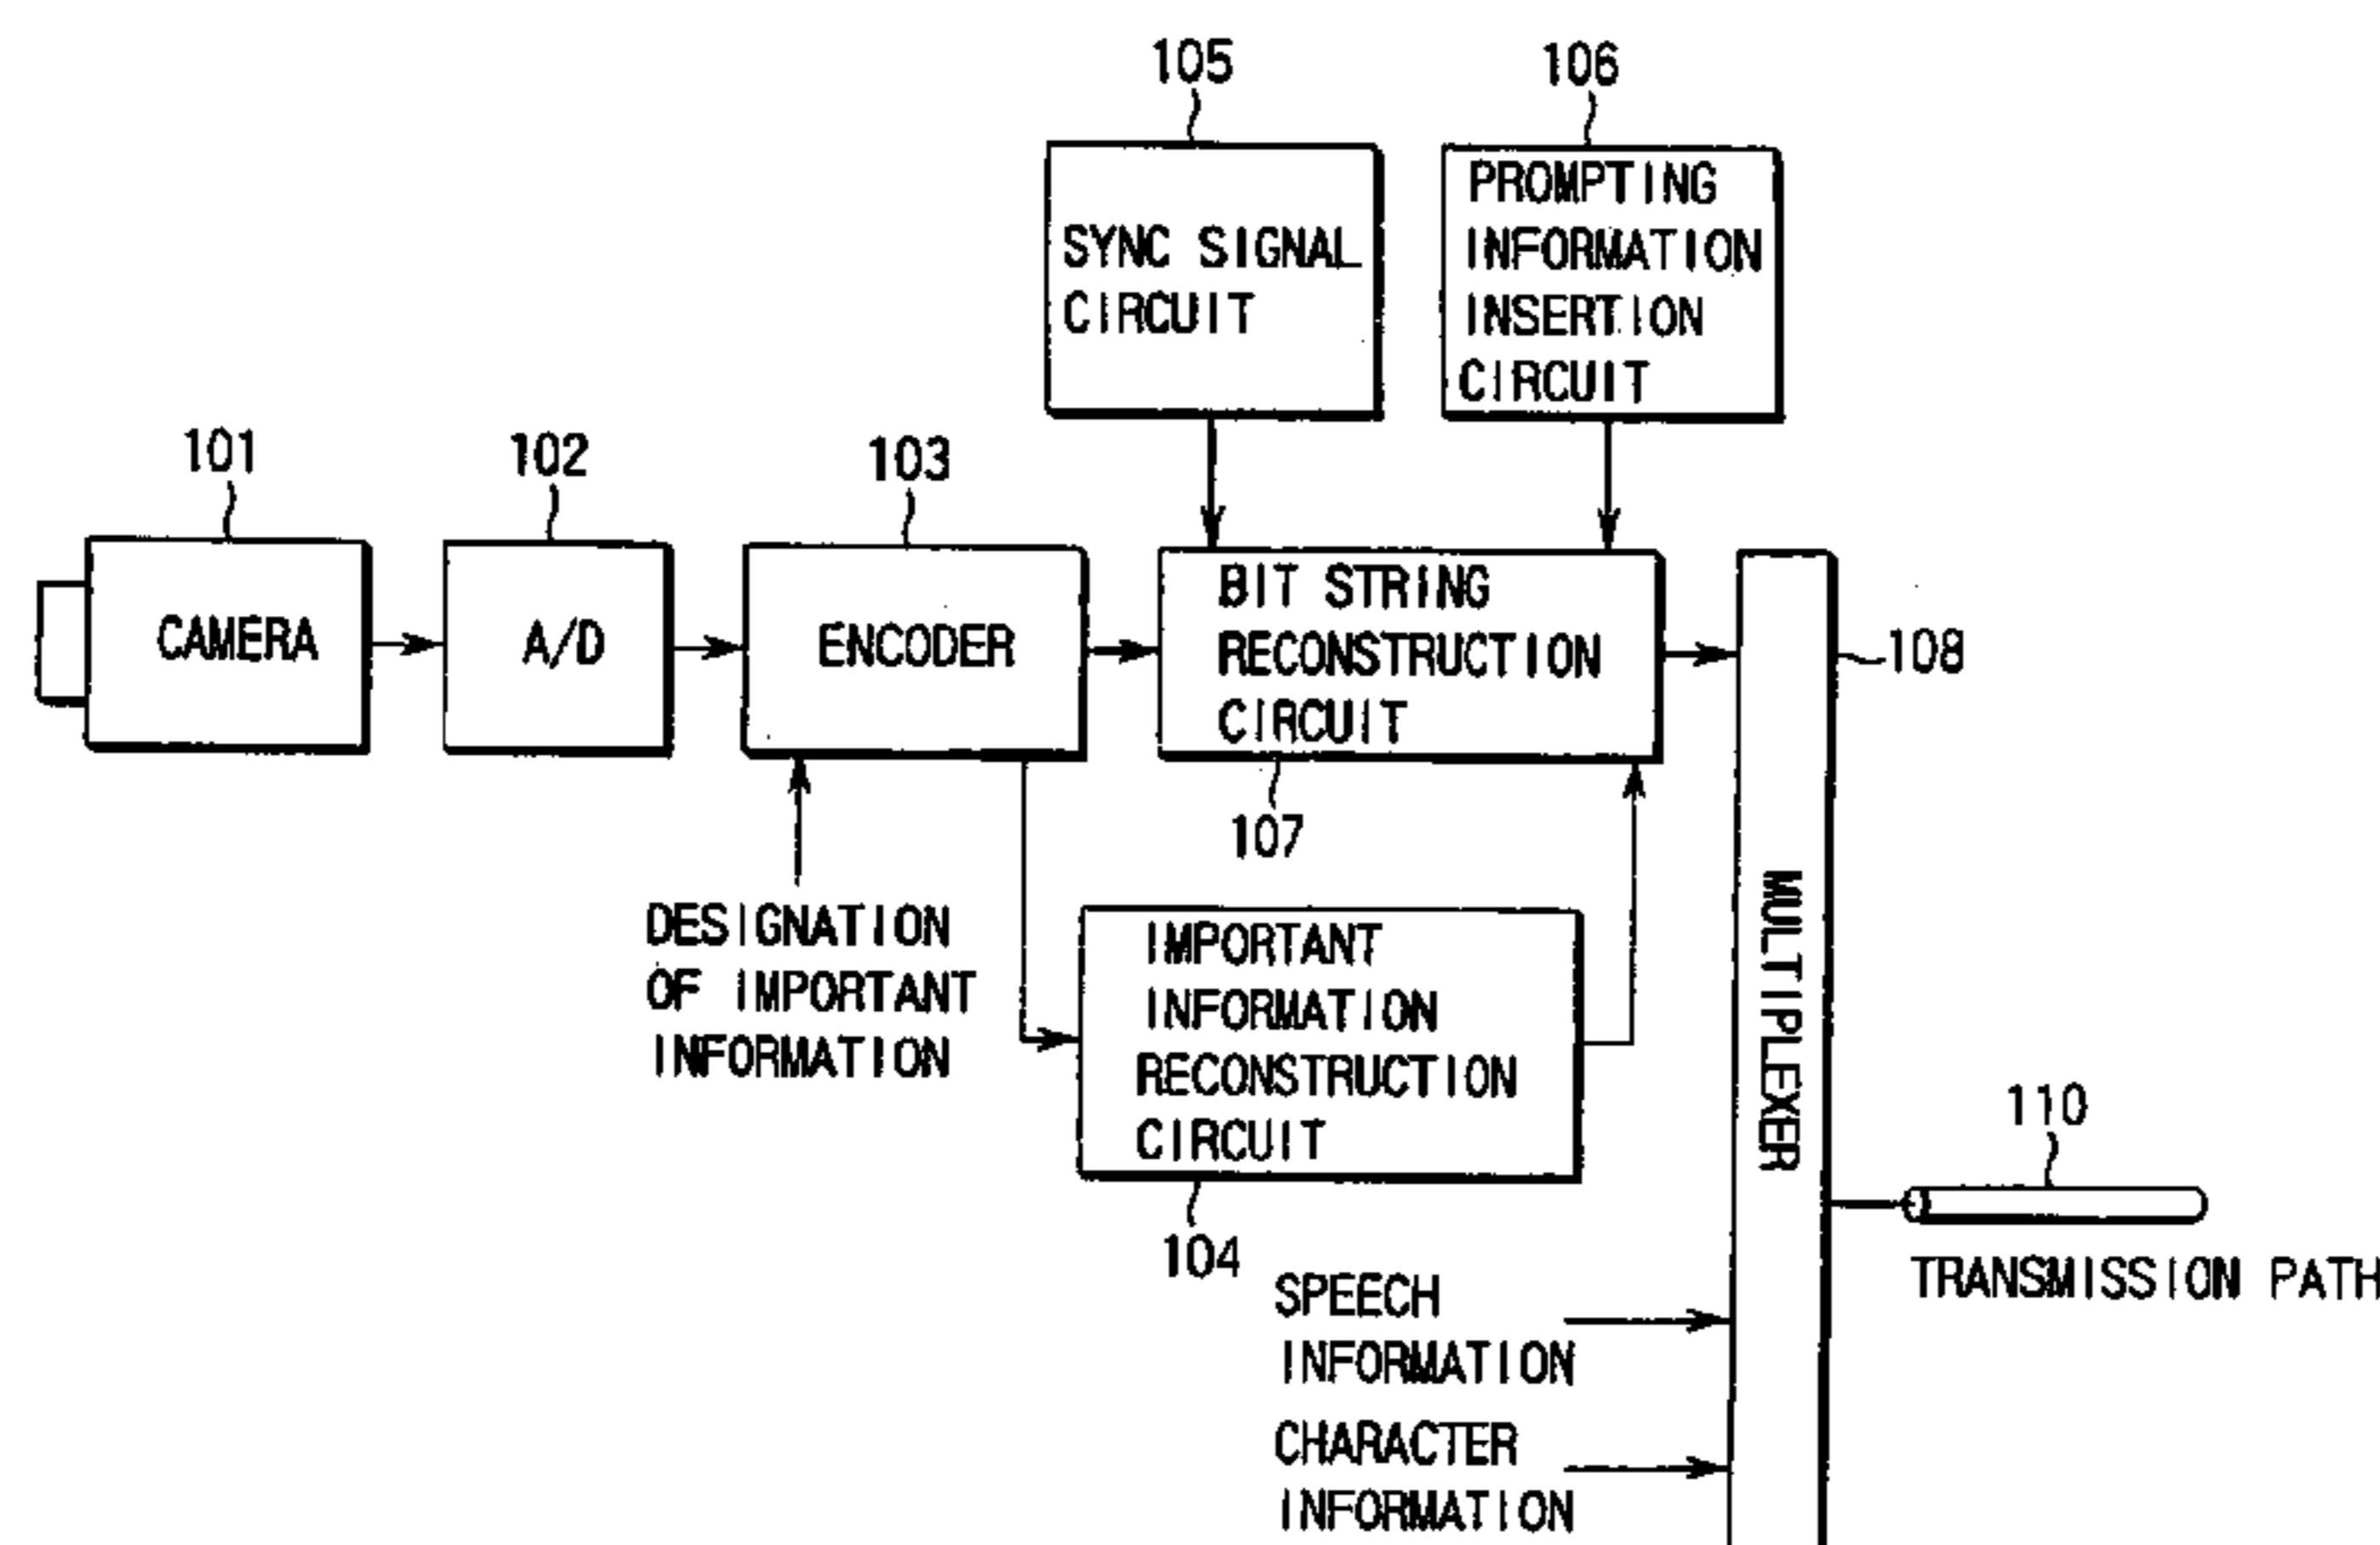 105
106
SYNC SIGNAL
CIRCUIT
PROMPTING
INFORMATION
INSERTION
CIRCUIT
101
102
103
CAMERA
A/D
ENCODER
BIT STRING
RECONSTRUCTION
CIRCUIT
108
107
DESIGNATION
OF IMPORTANT
INFORMATION
IMPORTANT
INFORMATION
RECONSTRUCTION
CIRCUIT
104
MULTIPLEXER
110
TRANSMISSION PATH
SPEECH
INFORMATION
CHARACTER
INFORMATION